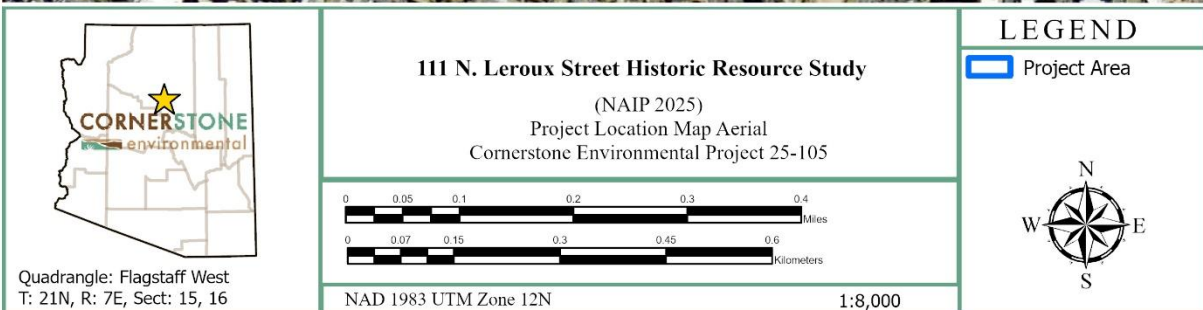 CORNERSTONE
environmental
Quadrangle: Flagstaff West
T: 21N, R: 7E, Sect: 15, 16
111 N. Leroux Street Historic Resource Study
(NAIP 2025)
Project Location Map Aerial
Cornerstone Environmental Project 25-105
0 0.05 0.1 0.2 0.3 0.4
Miles
0 0.07 0.15 0.3 0.45 0.6
Kilometers
NAD 1983 UTM Zone 12N 1:8,000
LEGEND
Project Area
N
W E
S